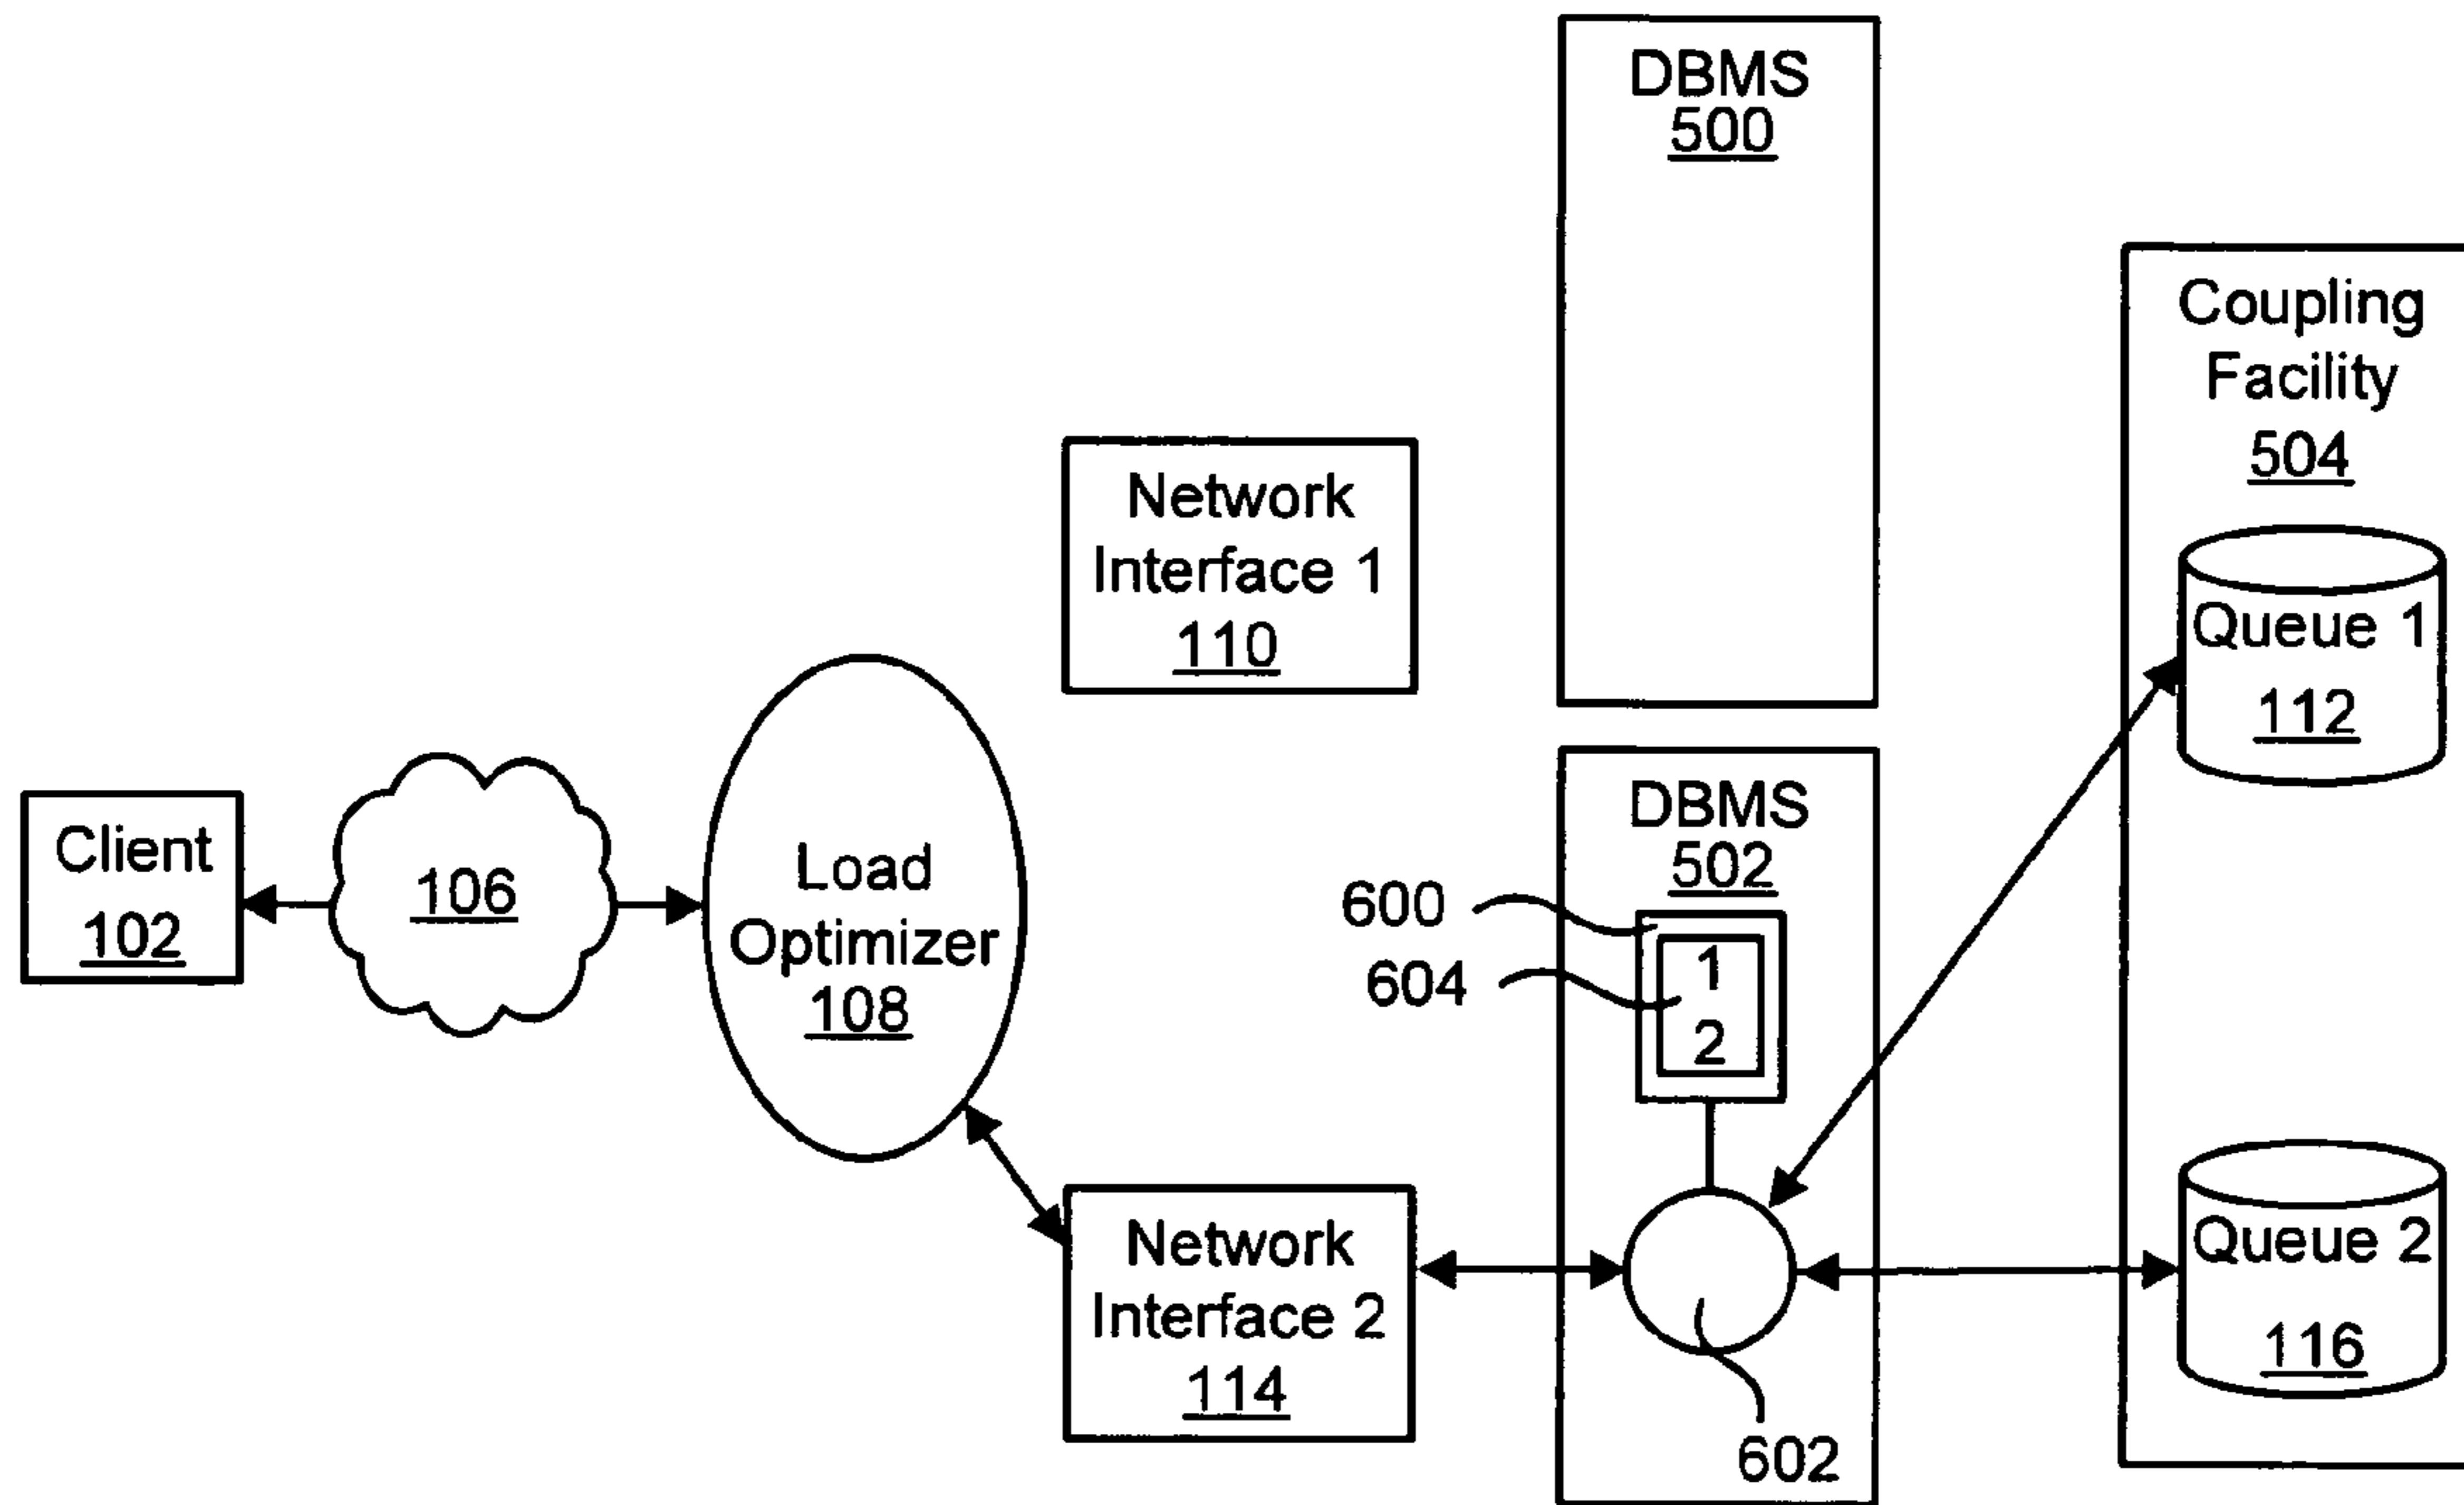 DBMS
500
Coupling
Facility
504
Network
Interface 1
110
Queue 1
112
Client
102
106
Load
Optimizer
108
DBMS
502
600
604
1
2
Network
Interface 2
114
602
Queue 2
116